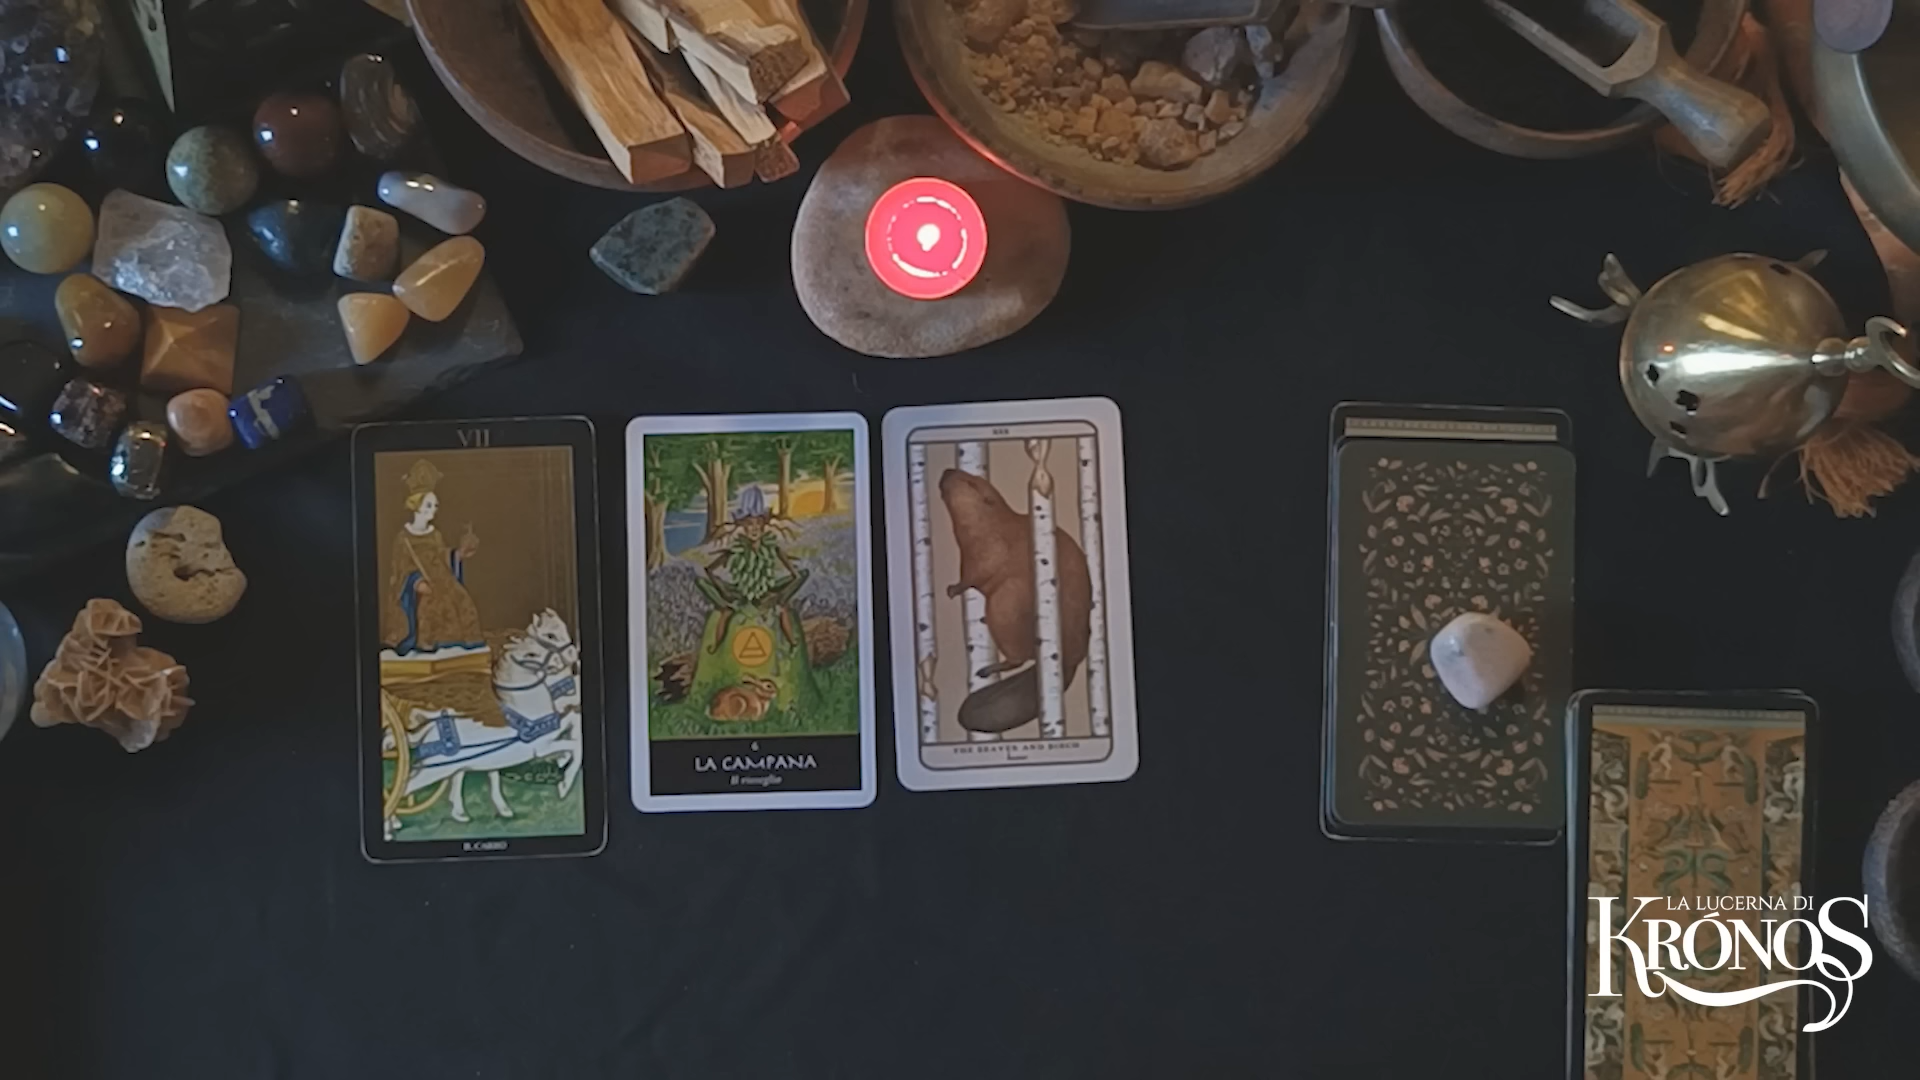 VII
IL CARRO
6
LA CAMPANA
Il risveglio
THE BEAVER AND BIRCH
LA LUCERNA DI
KRÓNOS